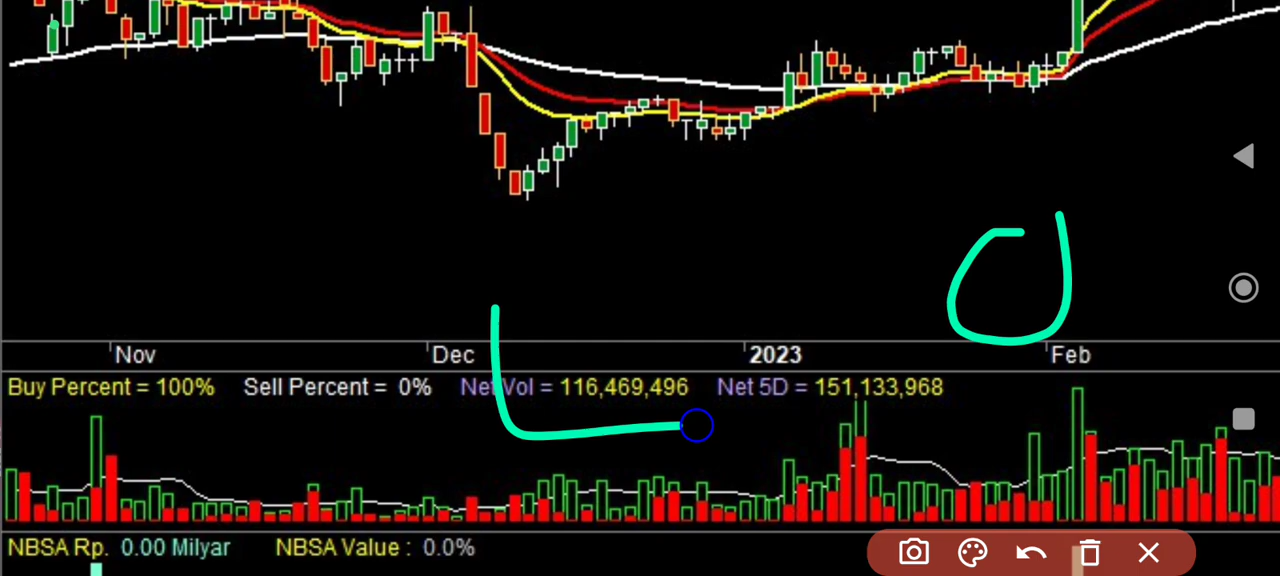 Nov Dec 2023 Feb
Buy Percent = 100% Sell Percent = 0% Net Vol = 116,469,496 Net 5D = 151,133,968
NBSA Rp. 0.00 Milyar NBSA Value : 0.0%